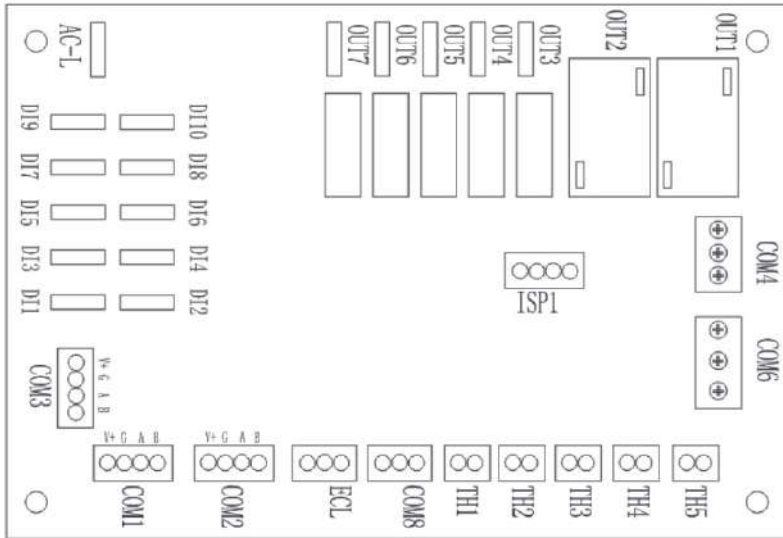 AC-L
OUT7
OUT6
OUT5
OUT4
OUT3
OUT2
OUT1
DI9
DI10
DI7
DI8
DI5
DI6
DI3
DI4
DI1
DI2
ISP1
COM4
COM6
COM3
V+ G A B
V+ G A B
V+ G A B
COM1
COM2
ECL
COM8
TH1
TH2
TH3
TH4
TH5